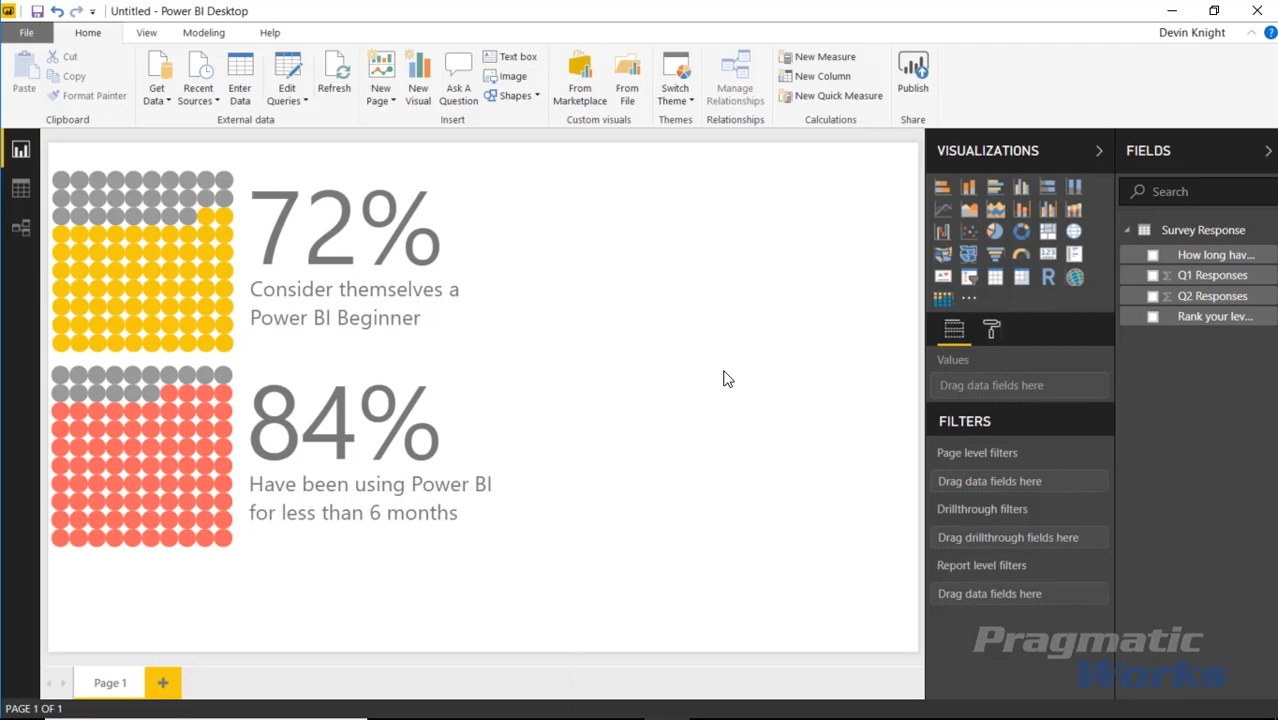 Untitled - Power BI Desktop
File Home View Modeling Help
Devin Knight
Paste
Cut
Copy
Format Painter
Clipboard
Get Data
Recent Sources
Enter Data
Edit Queries
Refresh
External data
New Page
New Visual
Ask A Question
Text box
Image
Shapes
Insert
From Marketplace
From File
Custom visuals
Switch Theme
Themes
Manage Relationships
Relationships
New Measure
New Column
New Quick Measure
Calculations
Publish
Share
72%
Consider themselves a
Power BI Beginner
84%
Have been using Power BI
for less than 6 months
VISUALIZATIONS
R
Values
Drag data fields here
FILTERS
Page level filters
Drag data fields here
Drillthrough filters
Drag drillthrough fields here
Report level filters
Drag data fields here
FIELDS
Search
Survey Response
How long hav...
Σ Q1 Responses
Σ Q2 Responses
Rank your lev...
Pragmatic
Works
Page 1
PAGE 1 OF 1